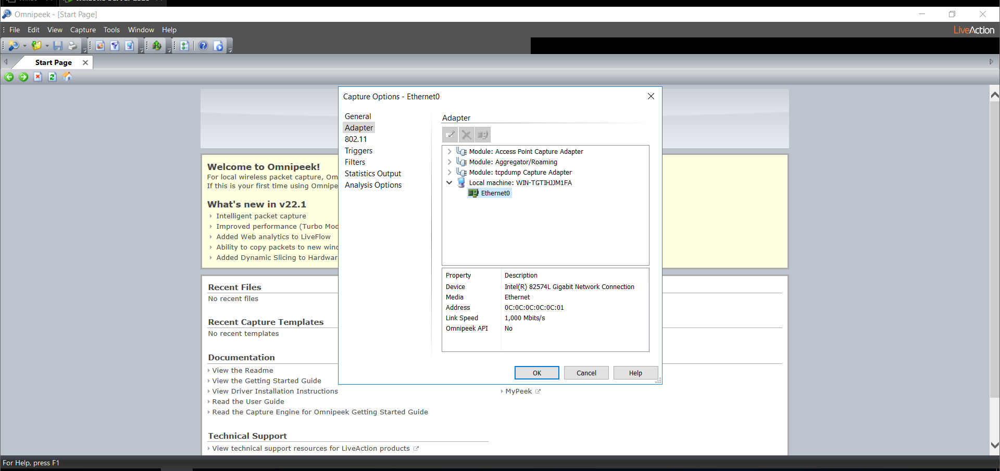 Omnipeek - [Start Page]
File Edit View Capture Tools Window Help
LiveAction
Start Page
Capture Options - Ethernet0
General
Adapter
802.11
Triggers
Filters
Statistics Output
Analysis Options
Adapter
Module: Access Point Capture Adapter
Module: Aggregator/Roaming
Module: tcpdump Capture Adapter
Local machine: WIN-TGTIHJJM1FA
Ethernet0
Property Description
Device Intel(R) 82574L Gigabit Network Connection
Media Ethernet
Address 0C:0C:0C:0C:0C:01
Link Speed 1,000 Mbits/s
Omnipeek API No
OK Cancel Help
Welcome to Omnipeek!
For local wireless packet capture, Om
If this is your first time using Omnipe
What's new in v22.1
Intelligent packet capture
Improved performance (Turbo Mod
Added Web analytics to LiveFlow
Ability to copy packets to new wind
Added Dynamic Slicing to Hardwar
Recent Files
No recent files
Recent Capture Templates
No recent templates
Documentation
View the Readme
View the Getting Started Guide
View Driver Installation Instructions
Read the User Guide
Read the Capture Engine for Omnipeek Getting Started Guide
MyPeek
Technical Support
View technical support resources for LiveAction products
For Help, press F1